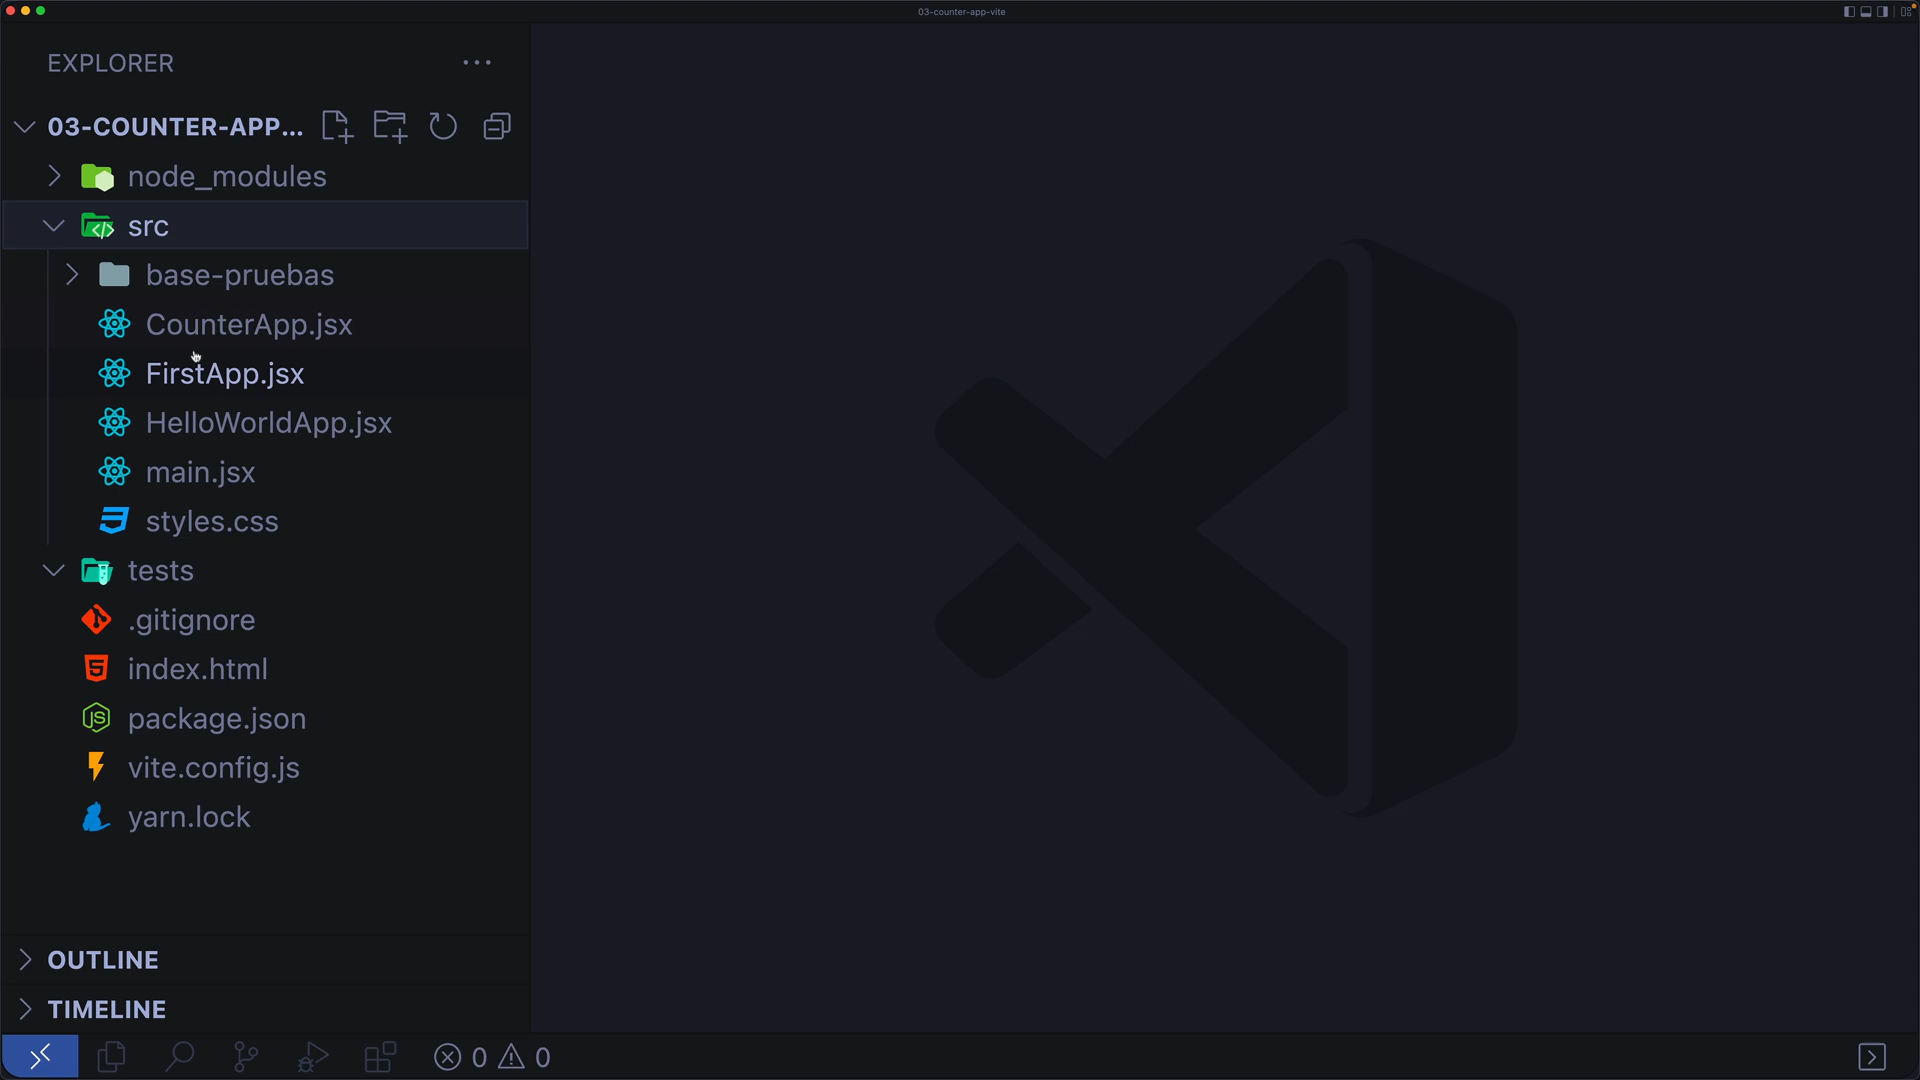 03-counter-app-vite
EXPLORER
03-COUNTER-APP...
node_modules
src
base-pruebas
CounterApp.jsx
FirstApp.jsx
HelloWorldApp.jsx
main.jsx
styles.css
tests
.gitignore
index.html
package.json
vite.config.js
yarn.lock
OUTLINE
TIMELINE
0 0